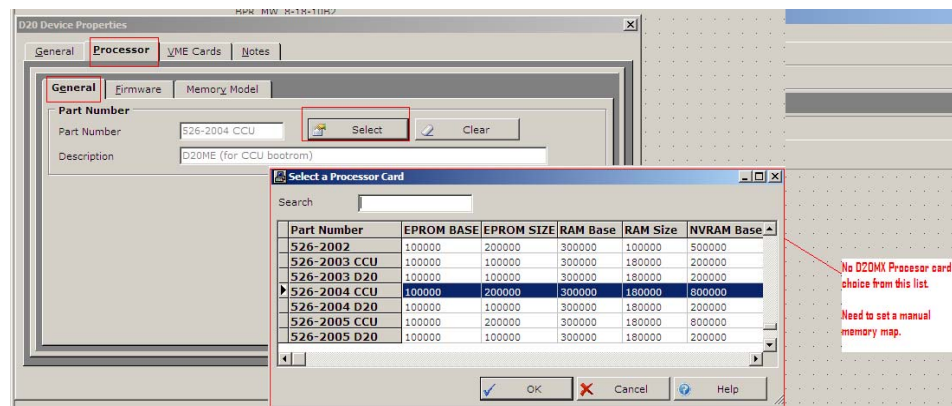 BPR MW 8-18-10B2
D20 Device Properties
General Processor VME Cards Notes
General Firmware Memory Model
Part Number
Part Number 526-2004 CCU Select Clear
Description D20ME (for CCU bootrom)
Select a Processor Card
Search
Part Number EPROM BASE EPROM SIZE RAM Base RAM Size NVRAM Base
526-2002 100000 200000 300000 100000 500000
526-2003 CCU 100000 100000 300000 180000 200000
526-2003 D20 100000 100000 300000 180000 200000
526-2004 CCU 100000 200000 300000 180000 800000
526-2004 D20 100000 100000 300000 180000 200000
526-2005 CCU 100000 200000 300000 180000 800000
526-2005 D20 100000 100000 300000 180000 200000
OK Cancel Help
No D20MX Procesor card
choice from this list.
Need to set a manual
memory map.